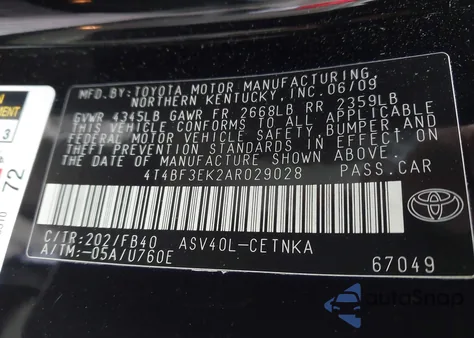 MFD.BY:TOYOTA MOTOR MANUFACTURING,
NORTHERN KENTUCKY, INC.06/09
GVWR 4345LB GAWR FR 2668LB RR 2359LB
THIS VEHICLE CONFORMS TO ALL APPLICABLE
FEDERAL MOTOR VEHICLE SAFETY, BUMPER AND
THEFT PREVENTION STANDARDS IN EFFECT ON
THE DATE OF MANUFACTURE SHOWN ABOVE.
4T4BF3EK2AR029028 PASS.CAR
C/TR:202/FB40 ASV40L-CETNKA
A/TM:-05A/U760E
67049
TOYOTA
72
3
AutoSnap